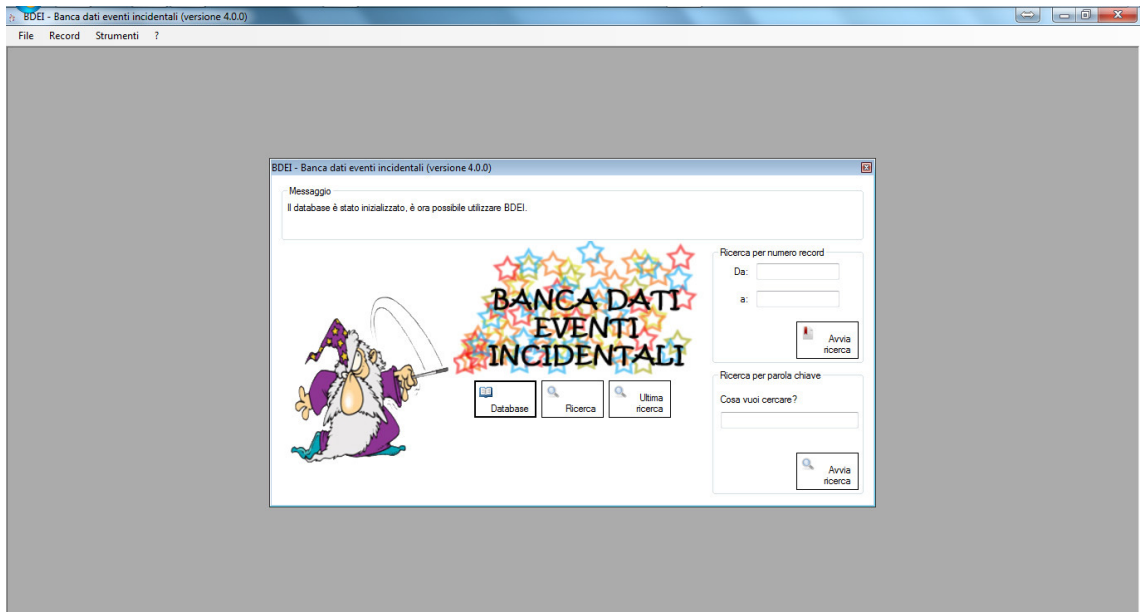 BDEI - Banca dati eventi incidentali (versione 4.0.0)
File Record Strumenti ?
BDEI - Banca dati eventi incidentali (versione 4.0.0)
Messaggio
Il database è stato inizializzato, è ora possibile utilizzare BDEI.
BANCA DATI
EVENTI
INCIDENTALI
Database
Ricerca
Ultima
ricerca
Ricerca per numero record
Da:
a:
Avvia
ricerca
Ricerca per parola chiave
Cosa vuoi cercare?
Avvia
ricerca